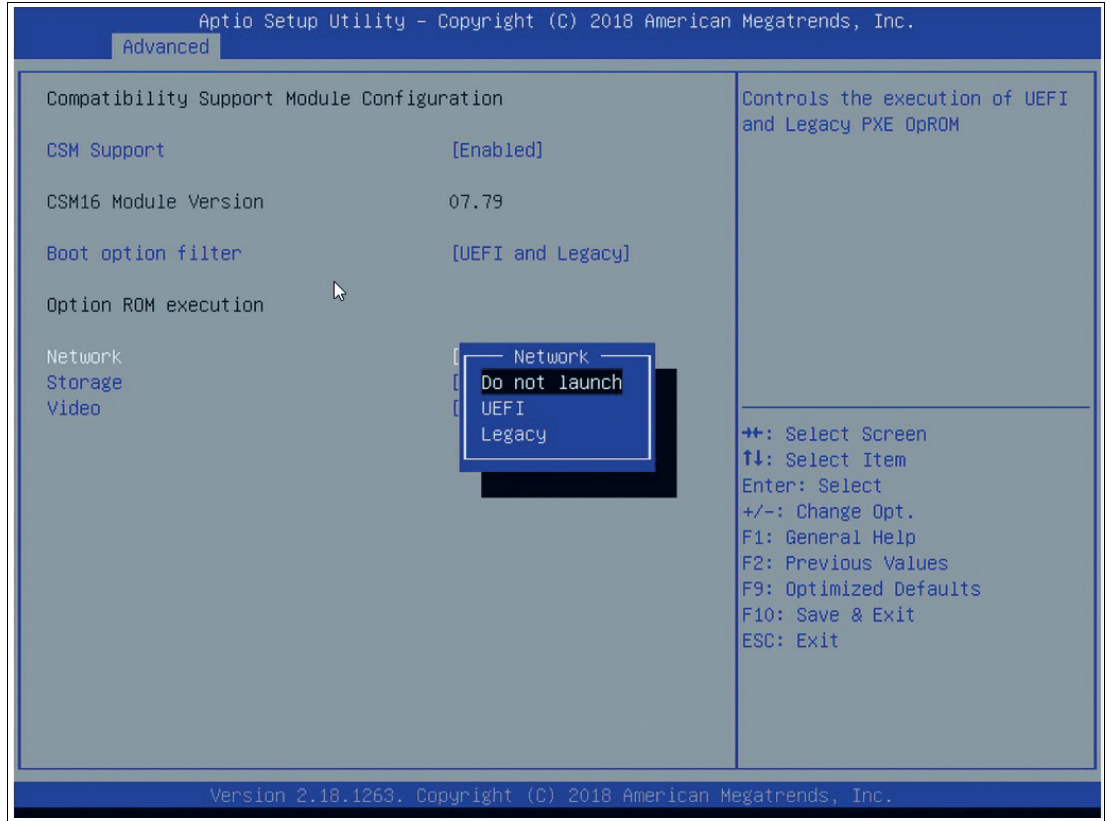 Aptio Setup Utility – Copyright (C) 2018 American Megatrends, Inc.
Advanced
Compatibility Support Module Configuration
CSM Support [Enabled]
CSM16 Module Version 07.79
Boot option filter [UEFI and Legacy]
Option ROM execution
Network [
Storage [
Video [
Network
Do not launch
UEFI
Legacy
Controls the execution of UEFI
and Legacy PXE OpROM
→←: Select Screen
↑↓: Select Item
Enter: Select
+/-: Change Opt.
F1: General Help
F2: Previous Values
F9: Optimized Defaults
F10: Save & Exit
ESC: Exit
Version 2.18.1263. Copyright (C) 2018 American Megatrends, Inc.